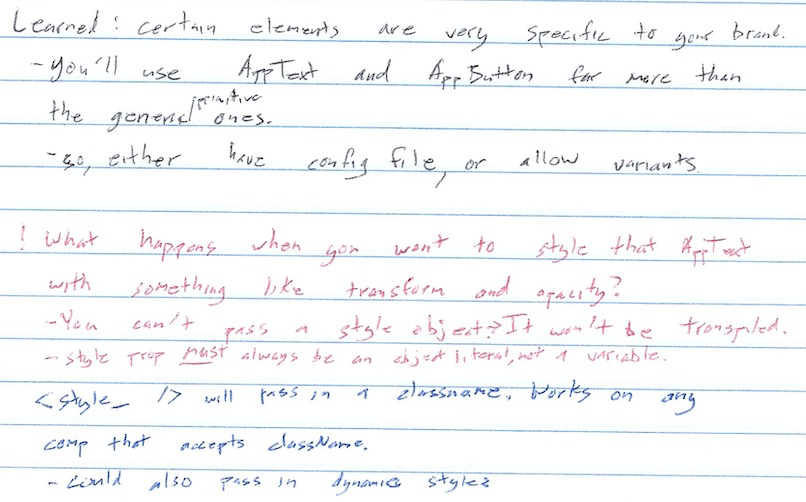 Learned: certain elements are very specific to your brand.
- You'll use AppText and AppButton far more than
the general/primitive ones.
- so, either have config file, or allow variants.
! What happens when you want to style that AppText
with something like transform and opacity?
- You can't pass a style object? It won't be transpiled.
- style prop must always be an object literal, not a variable.
<style_ /> will pass in a classname. Works on any
comp that accepts className.
- Could also pass in dynamic styles